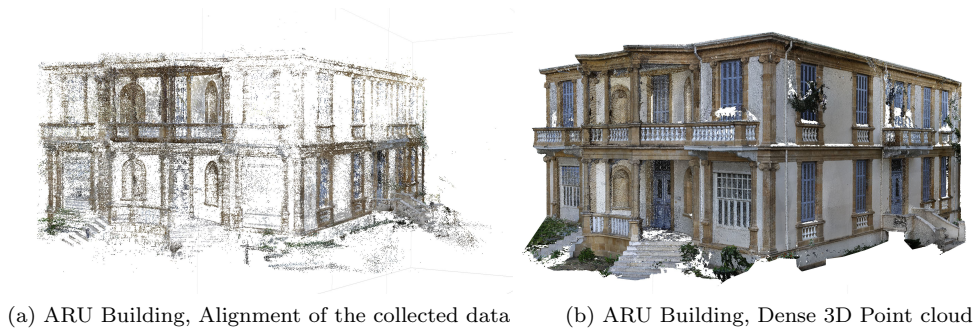 (a) ARU Building, Alignment of the collected data
(b) ARU Building, Dense 3D Point cloud